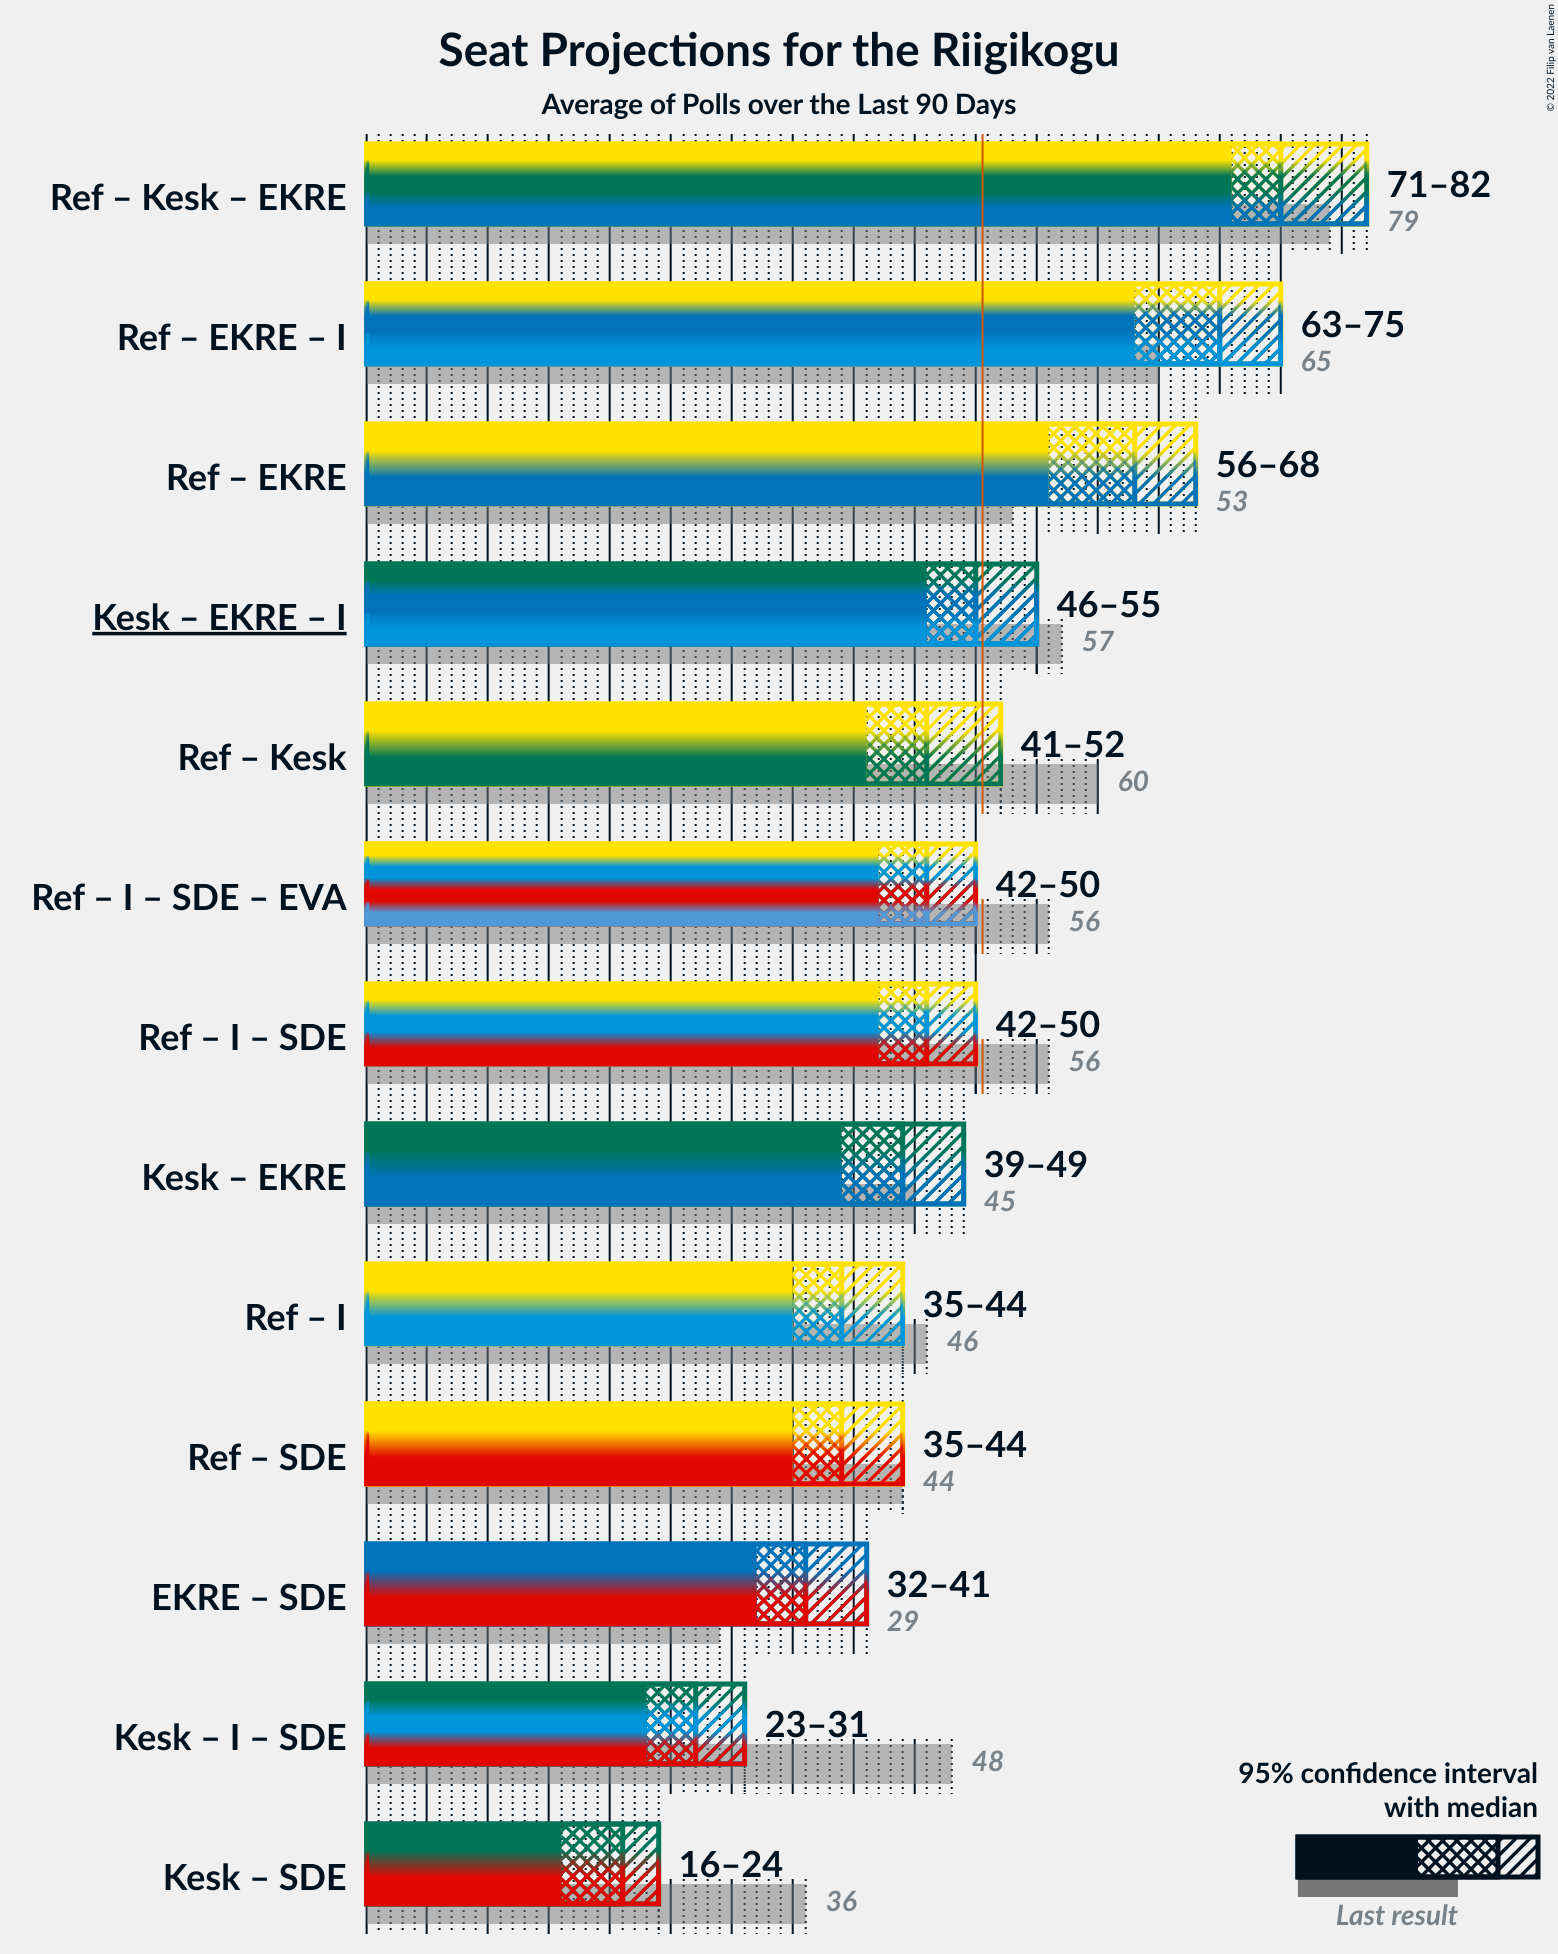 Seat Projections for the Riigikogu
Average of Polls over the Last 90 Days
© 2022 Filip van Laenen
Ref – Kesk – EKRE
71–82
79
Ref – EKRE – I
63–75
65
Ref – EKRE
56–68
53
Kesk – EKRE – I
46–55
57
Ref – Kesk
41–52
60
Ref – I – SDE – EVA
42–50
56
Ref – I – SDE
42–50
56
Kesk – EKRE
39–49
45
Ref – I
35–44
46
Ref – SDE
35–44
44
EKRE – SDE
32–41
29
Kesk – I – SDE
23–31
48
Kesk – SDE
16–24
36
95% confidence interval
with median
Last result